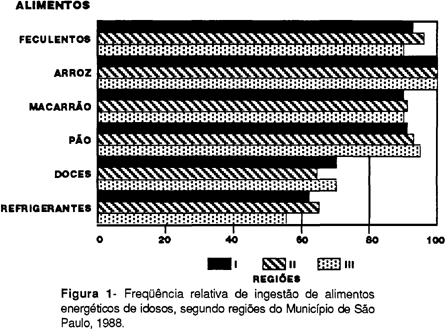 ALIMENTOS
FECULENTOS
ARROZ
MACARRÃO
PÃO
DOCES
REFRIGERANTES
0 20 40 60 80 100
I II III
REGIÕES
Figura 1- Freqüência relativa de ingestão de alimentos
energéticos de idosos, segundo regiões do Município de São
Paulo, 1988.